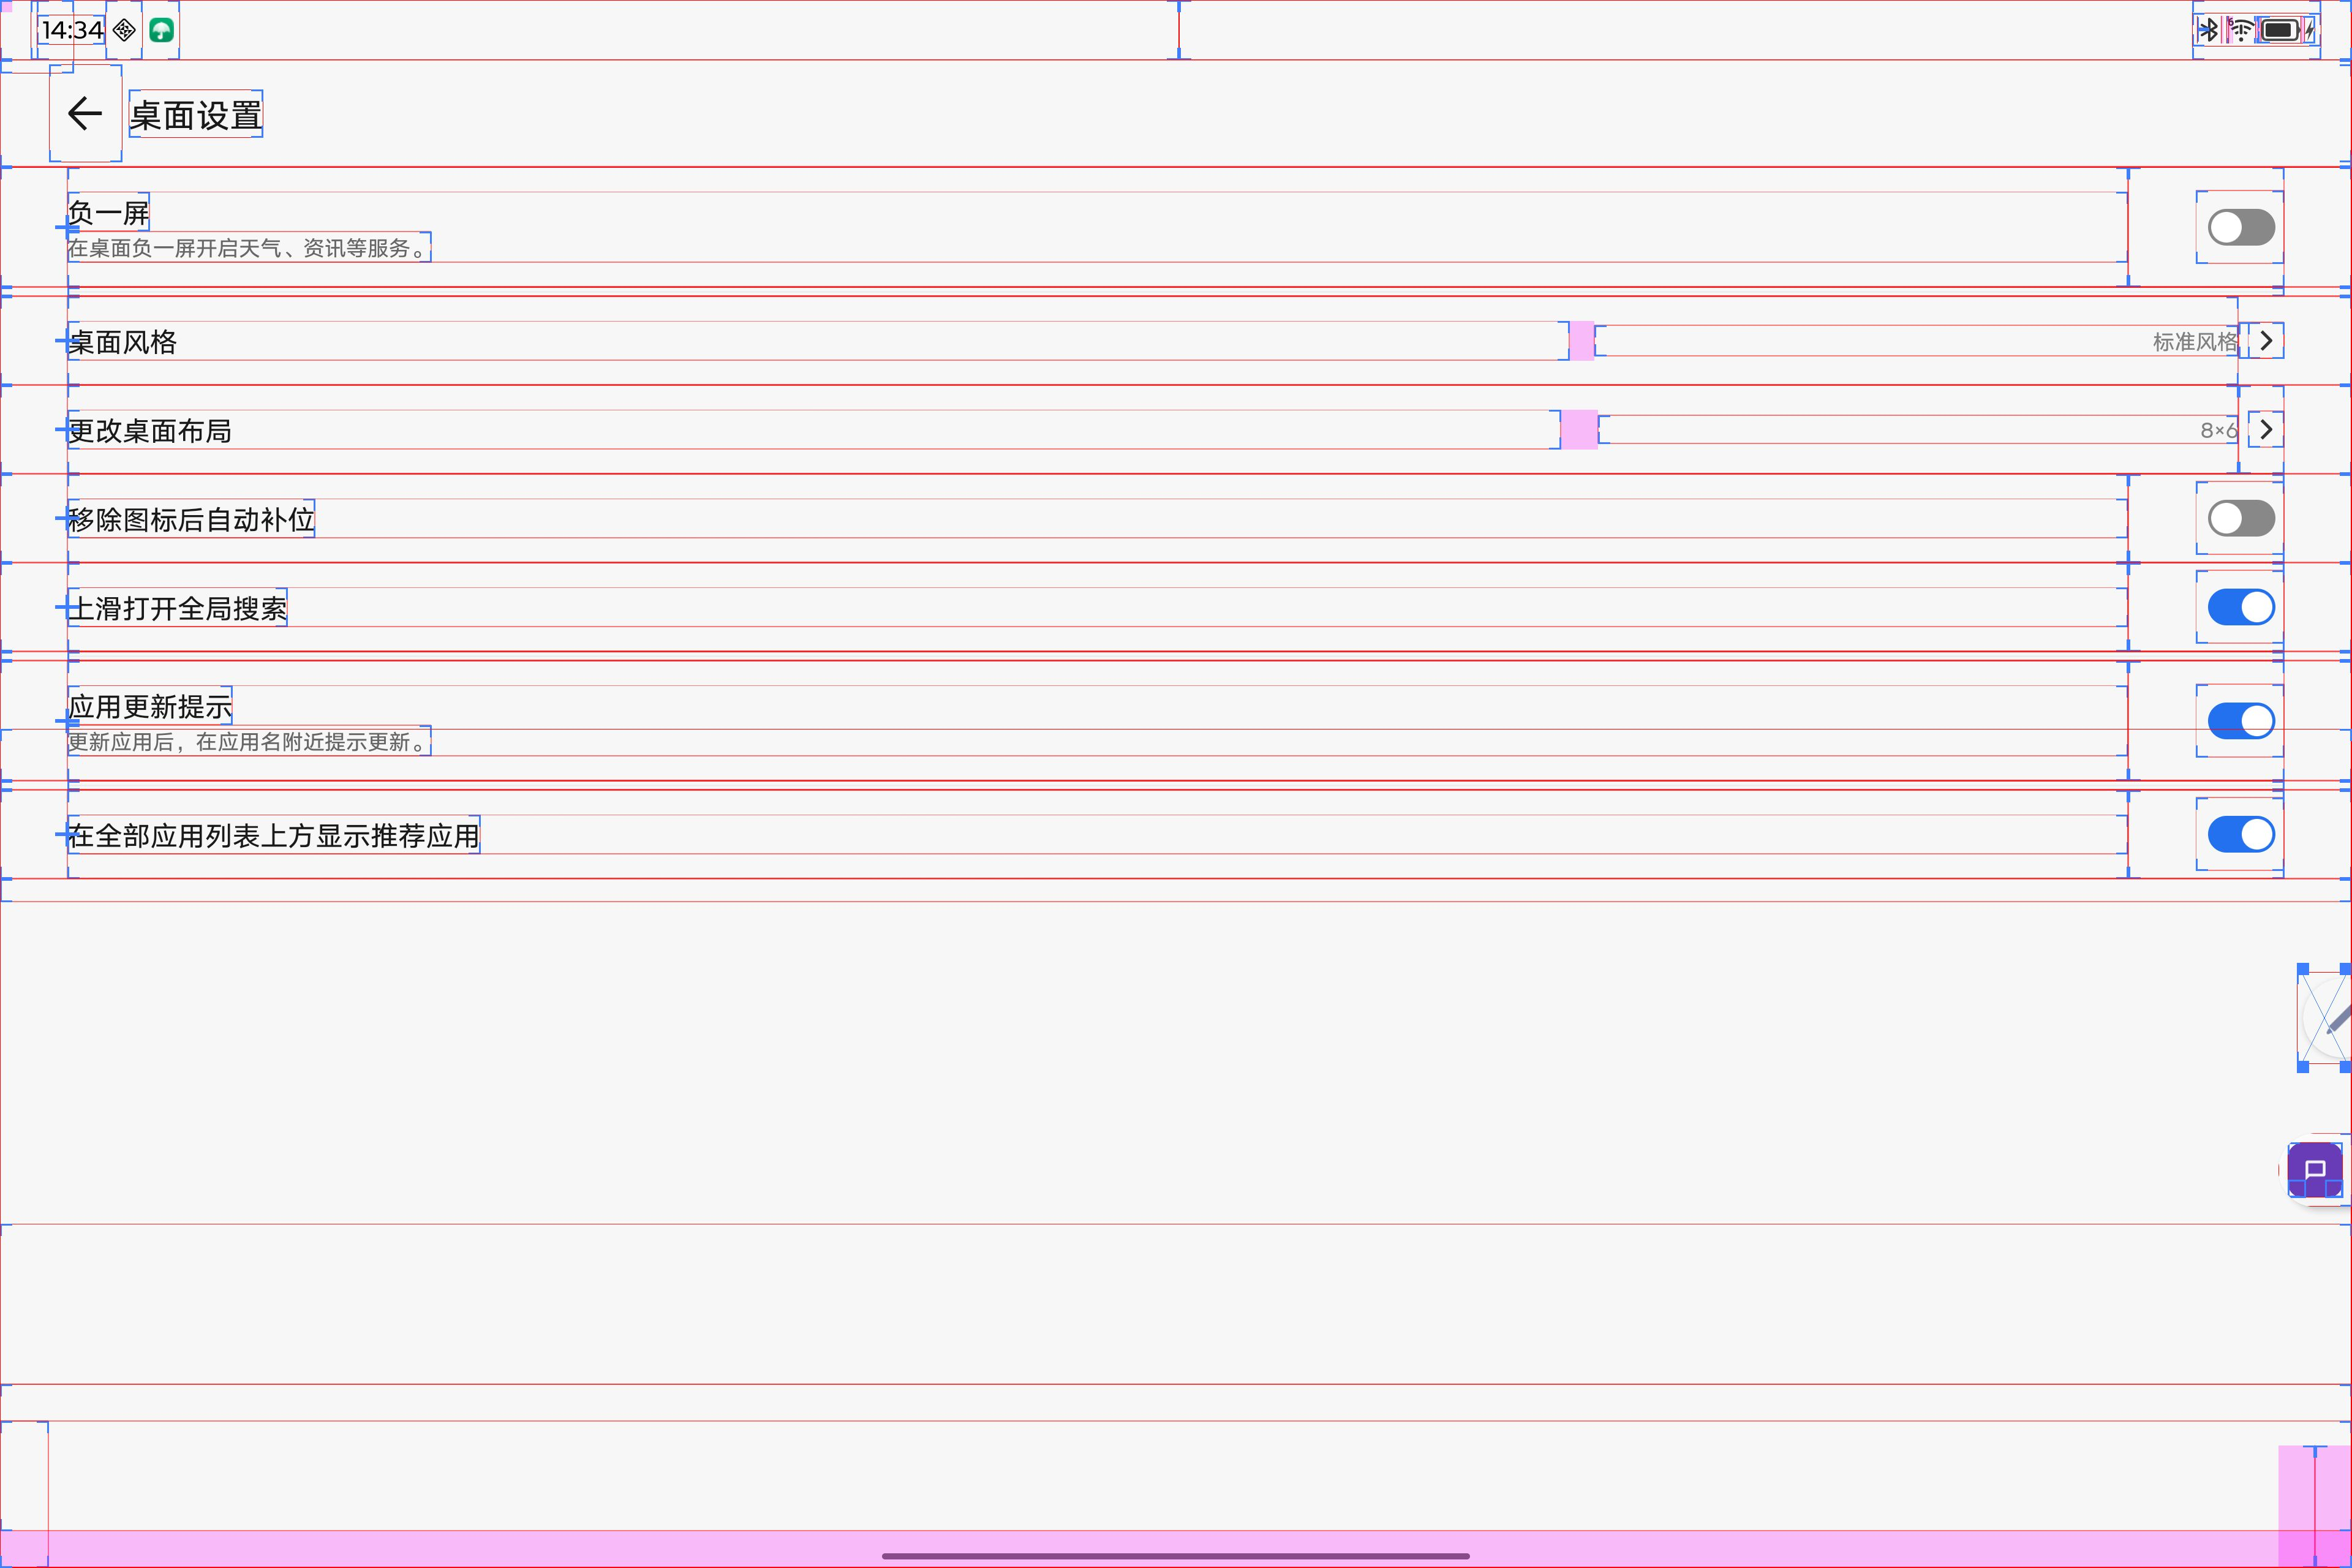 14:34
桌面设置
负一屏
在桌面负一屏开启天气、资讯等服务。
桌面风格
标准风格
更改桌面布局
8×6
移除图标后自动补位
上滑打开全局搜索
应用更新提示
更新应用后，在应用名附近提示更新。
在全部应用列表上方显示推荐应用